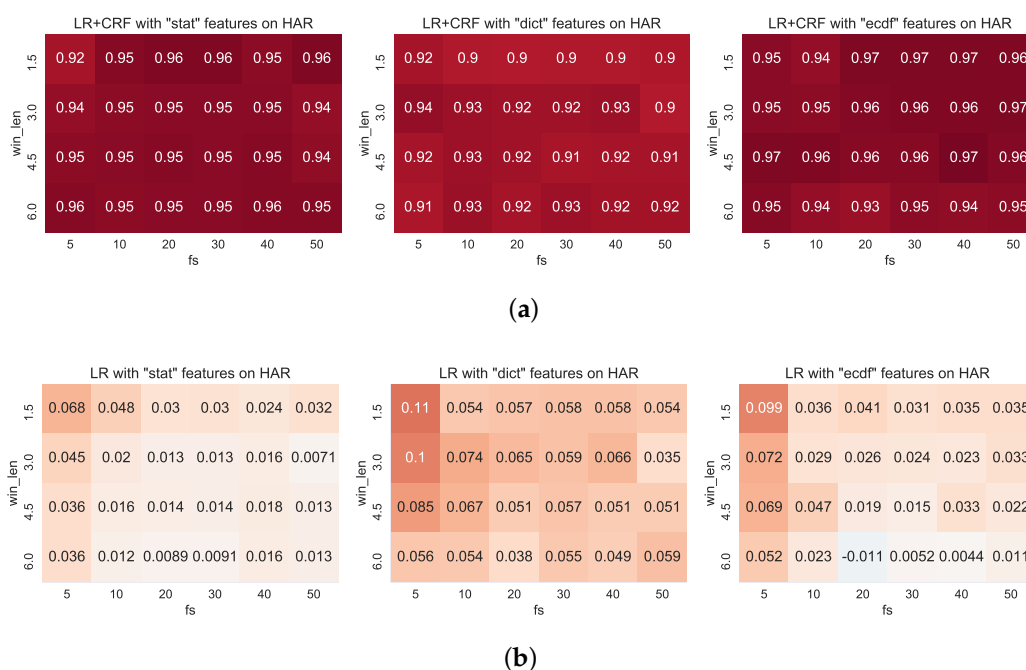 LR+CRF with "stat" features on HAR
LR+CRF with "dict" features on HAR
LR+CRF with "ecdf" features on HAR
win_len
1.5 0.92 0.95 0.96 0.96 0.95 0.96
3.0 0.94 0.95 0.95 0.95 0.95 0.94
4.5 0.95 0.95 0.95 0.95 0.95 0.94
6.0 0.96 0.95 0.95 0.95 0.96 0.95
5 10 20 30 40 50
fs
win_len
1.5 0.92 0.9 0.9 0.9 0.9 0.9
3.0 0.94 0.93 0.92 0.92 0.93 0.9
4.5 0.92 0.93 0.92 0.91 0.92 0.91
6.0 0.91 0.93 0.92 0.93 0.92 0.92
5 10 20 30 40 50
fs
win_len
1.5 0.95 0.94 0.97 0.97 0.97 0.96
3.0 0.95 0.95 0.96 0.96 0.96 0.97
4.5 0.97 0.96 0.96 0.96 0.97 0.96
6.0 0.95 0.94 0.93 0.95 0.94 0.95
5 10 20 30 40 50
fs
(a)
LR with "stat" features on HAR
LR with "dict" features on HAR
LR with "ecdf" features on HAR
win_len
1.5 0.068 0.048 0.03 0.03 0.024 0.032
3.0 0.045 0.02 0.013 0.013 0.016 0.0071
4.5 0.036 0.016 0.014 0.014 0.018 0.013
6.0 0.036 0.012 0.0089 0.0091 0.016 0.013
5 10 20 30 40 50
fs
win_len
1.5 0.11 0.054 0.057 0.058 0.058 0.054
3.0 0.1 0.074 0.065 0.059 0.066 0.035
4.5 0.085 0.067 0.051 0.057 0.051 0.051
6.0 0.056 0.054 0.038 0.055 0.049 0.059
5 10 20 30 40 50
fs
win_len
1.5 0.099 0.036 0.041 0.031 0.035 0.035
3.0 0.072 0.029 0.026 0.024 0.023 0.033
4.5 0.069 0.047 0.019 0.015 0.033 0.022
6.0 0.052 0.023 -0.011 0.0052 0.0044 0.011
5 10 20 30 40 50
fs
(b)